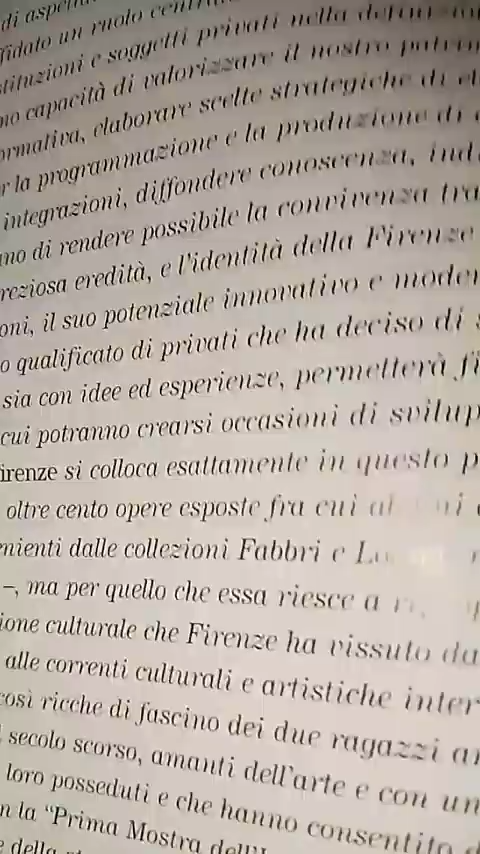 di
fidato un ruolo
stituzioni e soggetti privati nella
no capacità di valorizzare il nostro
ormativa, elaborare scelte strategiche di
r la programmazione e la produzione di
integrazioni, diffondere conoscenza, ind
mo di rendere possibile la convivenza tra
reziosa eredità, e l'identità della Firenze
oni, il suo potenziale innovativo e moder
o qualificato di privati che ha deciso di s
sia con idee ed esperienze, permetterà fi
cui potranno crearsi occasioni di svilup
irenze si colloca esattamente in questo p
oltre cento opere esposte fra cui
nienti dalle collezioni Fabbri e
–, ma per quello che essa riesce a
ione culturale che Firenze ha vissuto da
alle correnti culturali e artistiche inter
così ricche di fascino dei due ragazzi
secolo scorso, amanti dell'arte e con un
loro posseduti e che hanno consentito
n la "Prima Mostra
della